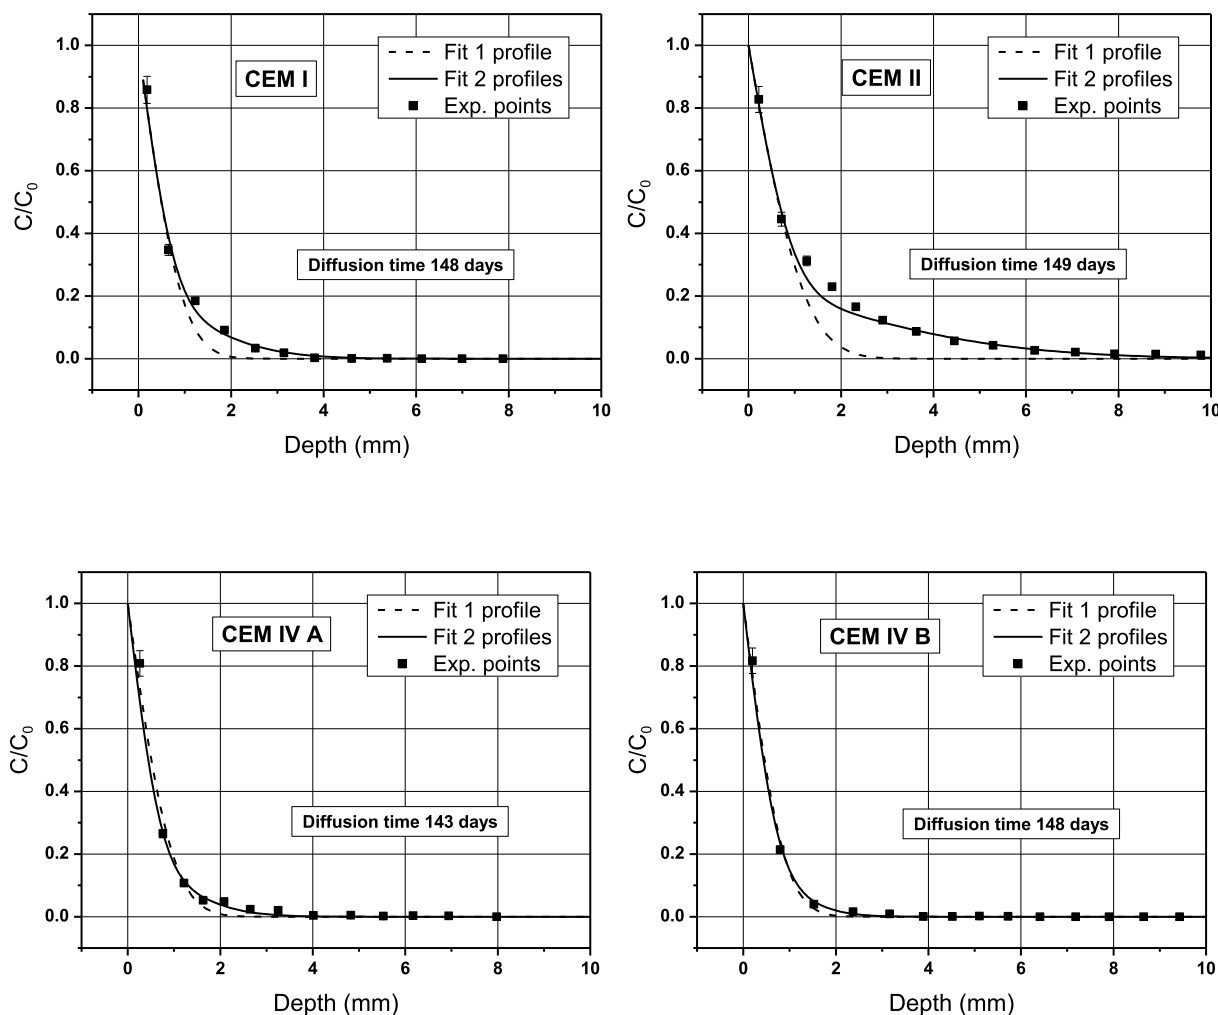 1.0
0.8
0.6
0.4
0.2
0.0
C/C0
CEM I
Fit 1 profile
Fit 2 profiles
Exp. points
Diffusion time 148 days
0 2 4 6 8 10
Depth (mm)
1.0
0.8
0.6
0.4
0.2
0.0
C/C0
CEM II
Fit 1 profile
Fit 2 profiles
Exp. points
Diffusion time 149 days
0 2 4 6 8 10
Depth (mm)
1.0
0.8
0.6
0.4
0.2
0.0
C/C0
CEM IV A
Fit 1 profile
Fit 2 profiles
Exp. points
Diffusion time 143 days
0 2 4 6 8 10
Depth (mm)
1.0
0.8
0.6
0.4
0.2
0.0
C/C0
CEM IV B
Fit 1 profile
Fit 2 profiles
Exp. points
Diffusion time 148 days
0 2 4 6 8 10
Depth (mm)